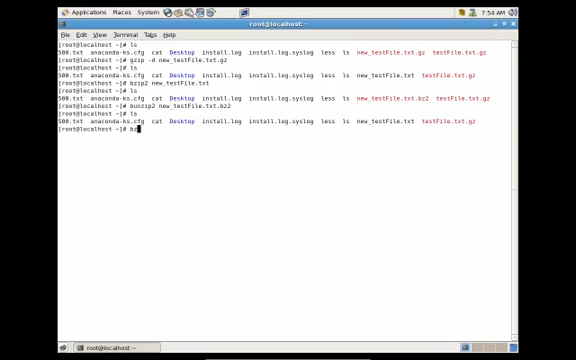 Applications Places System 7:54 AM
root@localhost:~
File Edit View Terminal Tabs Help
[root@localhost ~]# ls
500.txt anaconda-ks.cfg cat Desktop install.log install.log.syslog less ls new_testFile.txt.gz testFile.txt.gz
[root@localhost ~]# gzip -d new_testFile.txt.gz
[root@localhost ~]# ls
500.txt anaconda-ks.cfg cat Desktop install.log install.log.syslog less ls new_testFile.txt testFile.txt.gz
[root@localhost ~]# bzip2 new_testFile.txt
[root@localhost ~]# ls
500.txt anaconda-ks.cfg cat Desktop install.log install.log.syslog less ls new_testFile.txt.bz2 testFile.txt.gz
[root@localhost ~]# bunzip2 new_testFile.txt.bz2
[root@localhost ~]# ls
500.txt anaconda-ks.cfg cat Desktop install.log install.log.syslog less ls new_testFile.txt testFile.txt.gz
[root@localhost ~]# bz
root@localhost:~